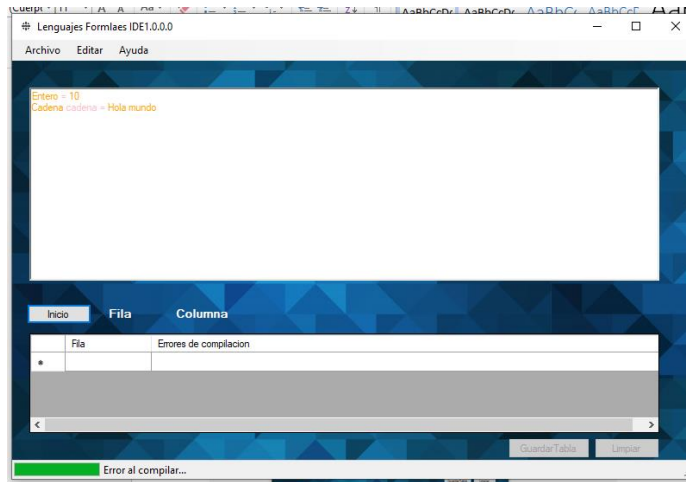 Lenguajes Formlaes IDE1.0.0.0
Archivo Editar Ayuda
Entero = 10
Cadena cadena = Hola mundo
Inicio Fila Columna
Fila Errores de compilacion
GuardarTabla Limpiar
Error al compilar...